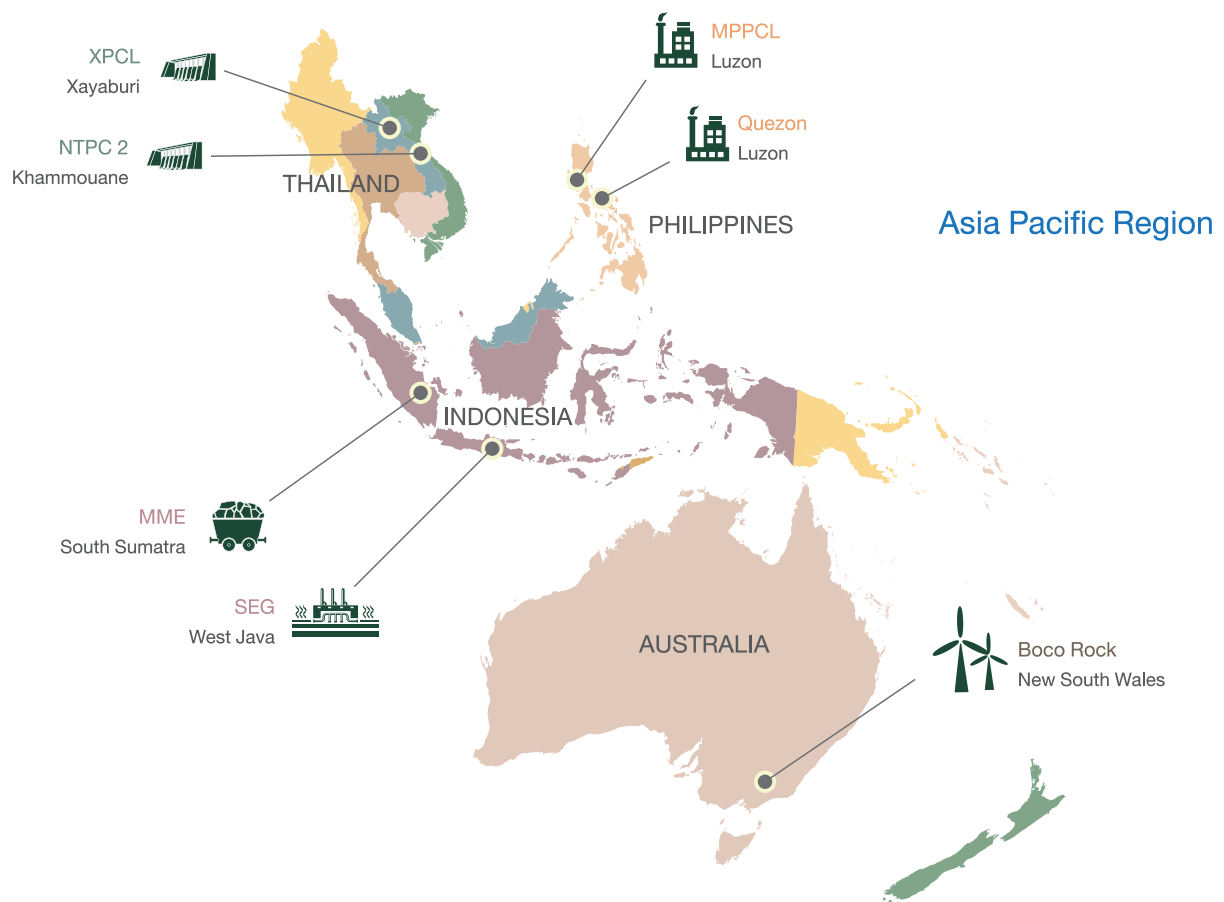 MPPCL
Luzon
XPCL
Xayaburi
Quezon
Luzon
NTPC 2
Khammouane
THAILAND
PHILIPPINES
Asia Pacific Region
INDONESIA
MME
South Sumatra
SEG
West Java
AUSTRALIA
Boco Rock
New South Wales